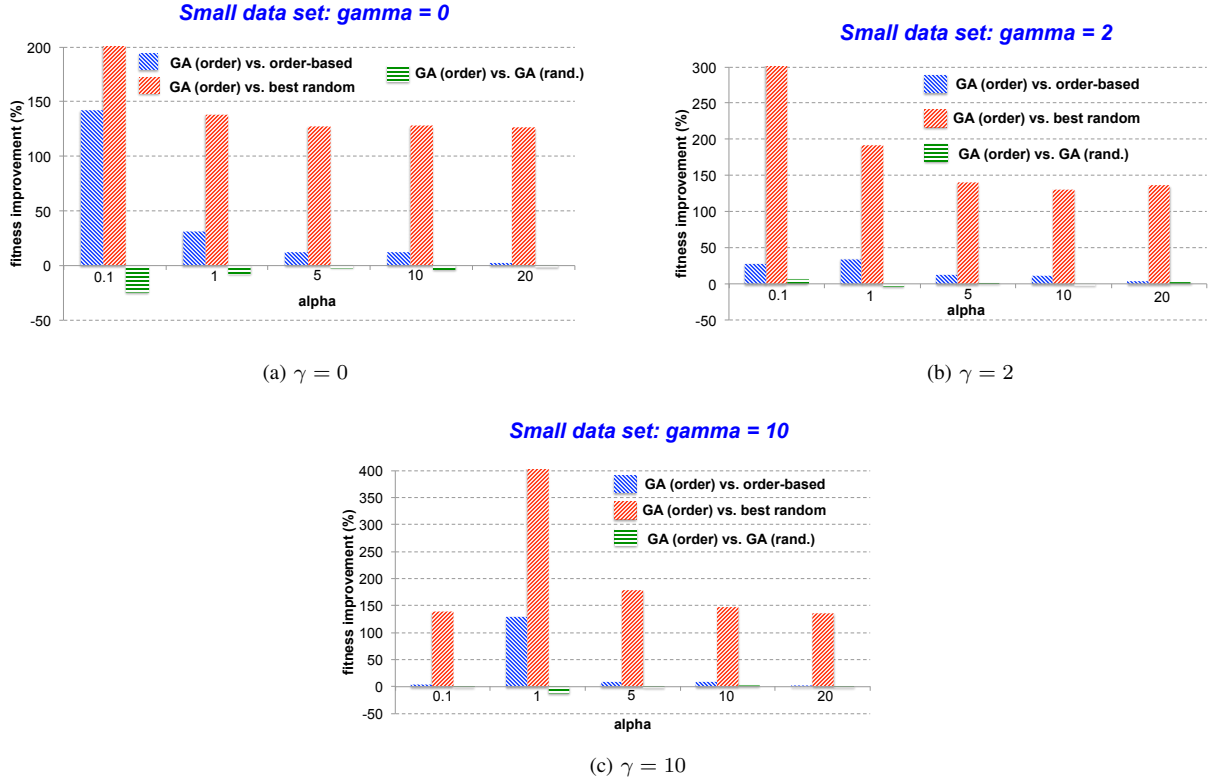 Small data set: gamma = 0
200
150
100
50
0
-50
fitness improvement (%)
GA (order) vs. order-based
GA (order) vs. best random
GA (order) vs. GA (rand.)
0.1 1 5 10 20
alpha
(a) γ = 0
Small data set: gamma = 2
300
250
200
150
100
50
0
-50
fitness improvement (%)
GA (order) vs. order-based
GA (order) vs. best random
GA (order) vs. GA (rand.)
0.1 1 5 10 20
alpha
(b) γ = 2
Small data set: gamma = 10
400
350
300
250
200
150
100
50
0
-50
fitness improvement (%)
GA (order) vs. order-based
GA (order) vs. best random
GA (order) vs. GA (rand.)
0.1 1 5 10 20
alpha
(c) γ = 10